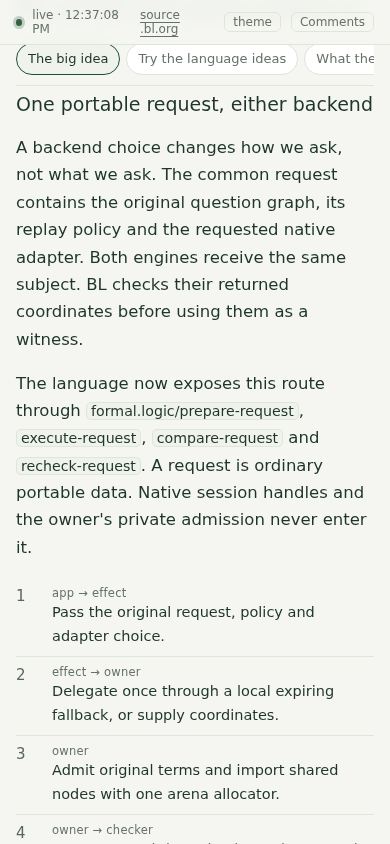 live · 12:37:08 PM
source .bl.org
theme
Comments
The big idea
Try the language ideas
What the
One portable request, either backend
A backend choice changes how we ask,
not what we ask. The common request
contains the original question graph, its
replay policy and the requested native
adapter. Both engines receive the same
subject. BL checks their returned
coordinates before using them as a
witness.
The language now exposes this route
through formal.logic/prepare-request ,
execute-request , compare-request and
recheck-request . A request is ordinary
portable data. Native session handles and
the owner's private admission never enter
it.
1
app → effect
Pass the original request, policy and
adapter choice.
2
effect → owner
Delegate once through a local expiring
fallback, or supply coordinates.
3
owner
Admit original terms and import shared
nodes with one arena allocator.
4
owner → checker